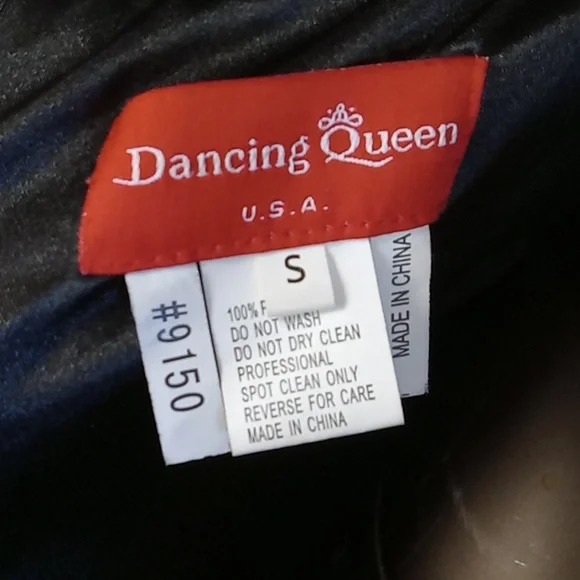 Dancing Queen
U.S.A.
S
#9150
100%
DO NOT WASH
DO NOT DRY CLEAN
PROFESSIONAL
SPOT CLEAN ONLY
REVERSE FOR CARE
MADE IN CHINA
MADE IN CHINA